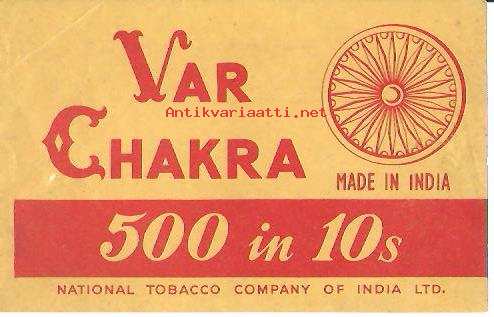 VAR
Antikvariaatti.net
CHAKRA
MADE IN INDIA
500 in 10s
NATIONAL TOBACCO COMPANY OF INDIA LTD.